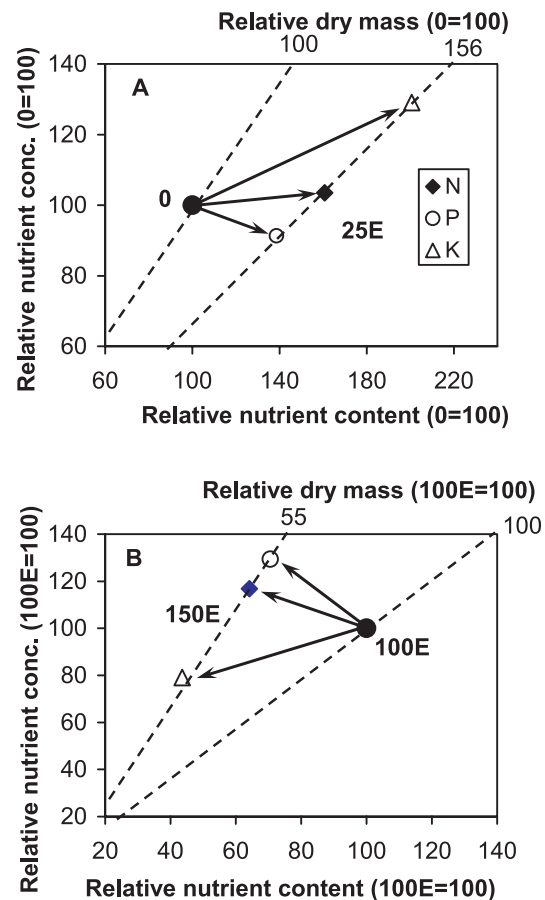 Relative dry mass (0=100)
100
156
140
120
100
80
60
A
0
25E
N
P
K
Relative nutrient conc. (0=100)
60
100
140
180
220
Relative nutrient content (0=100)
Relative dry mass (100E=100)
55
100
140
120
100
80
60
40
20
B
150E
100E
Relative nutrient conc. (100E=100)
20
40
60
80
100
120
140
Relative nutrient content (100E=100)